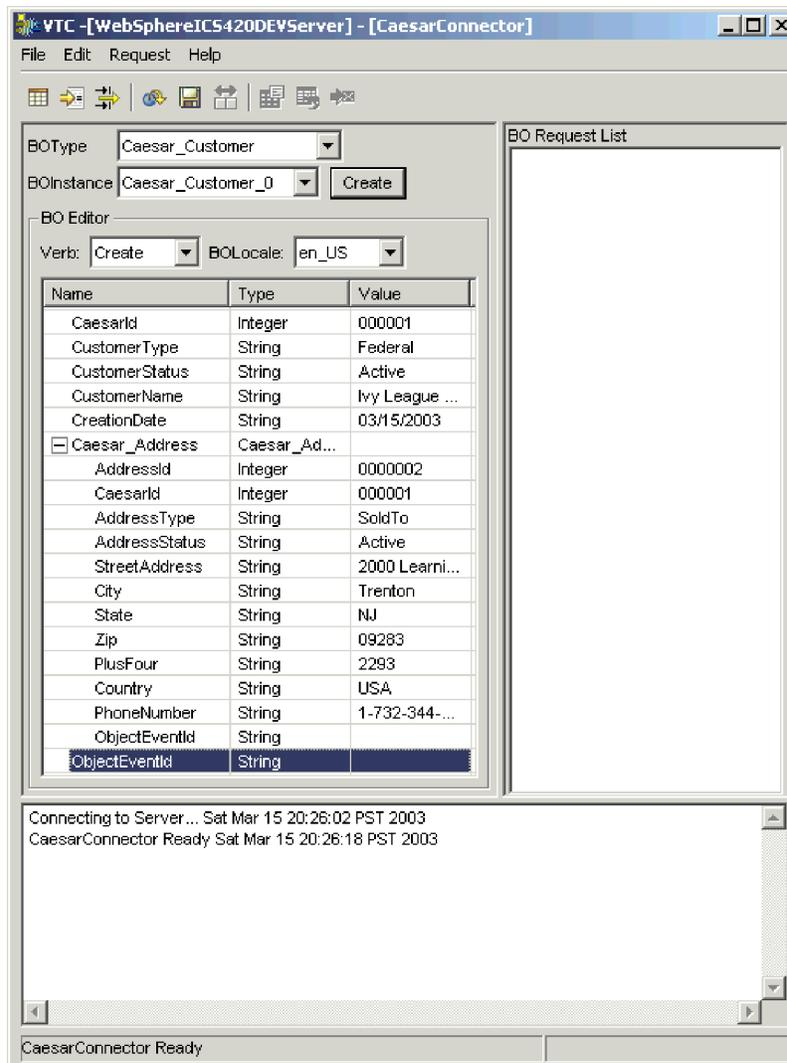 VTC -[WebSphereICS420DEVServer] - [CaesarConnector]
File Edit Request Help
BOType Caesar_Customer
BO Request List
BOInstance Caesar_Customer_0 Create
BO Editor
Verb: Create BOLocale: en_US
Name Type Value
CaesarId Integer 000001
CustomerType String Federal
CustomerStatus String Active
CustomerName String Ivy League ...
CreationDate String 03/15/2003
Caesar_Address Caesar_Ad...
AddressId Integer 0000002
CaesarId Integer 000001
AddressType String SoldTo
AddressStatus String Active
StreetAddress String 2000 Learni...
City String Trenton
State String NJ
Zip String 09283
PlusFour String 2293
Country String USA
PhoneNumber String 1-732-344-...
ObjectEventId String
ObjectEventId String
Connecting to Server... Sat Mar 15 20:26:02 PST 2003
CaesarConnector Ready Sat Mar 15 20:26:18 PST 2003
CaesarConnector Ready